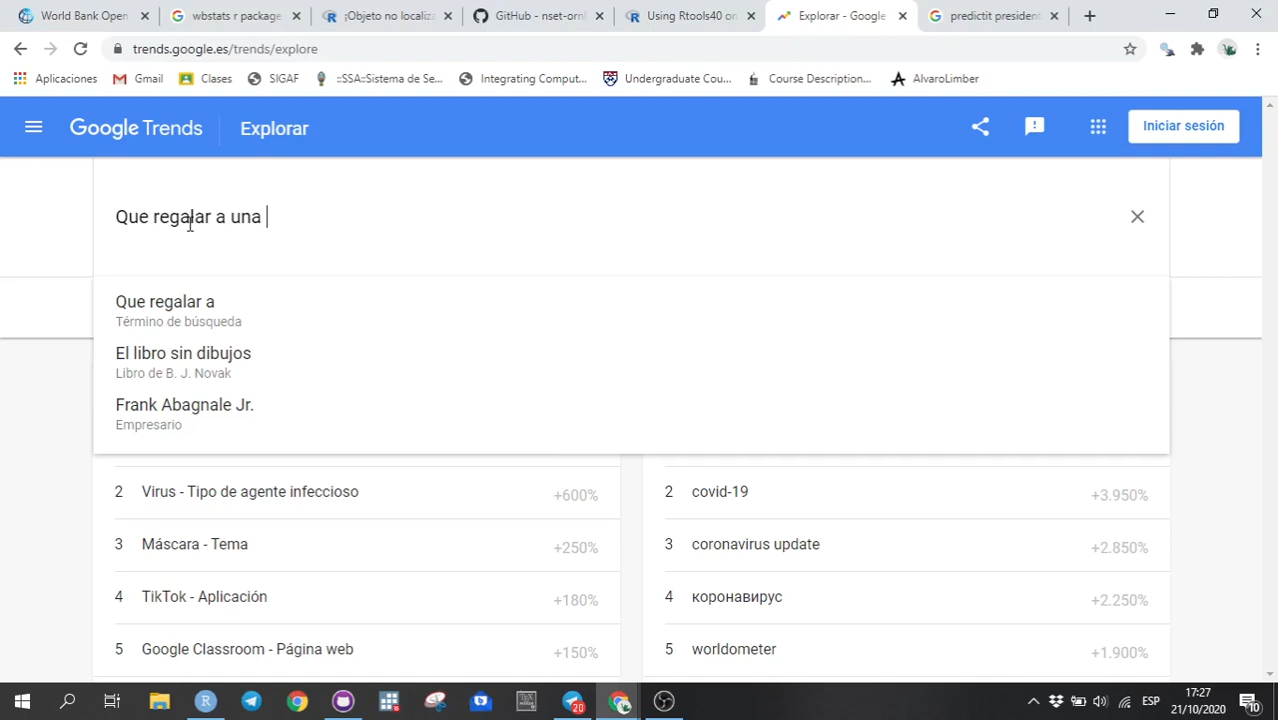 World Bank Open
wbstats r package
¡Objeto no localiza
GitHub - nset-ornl
Using Rtools40 on
Explorar - Google
predictit president
trends.google.es/trends/explore
Aplicaciones
Gmail
Clases
SIGAF
::SSA::Sistema de Se...
Integrating Comput...
Undergraduate Cou...
Course Description...
AlvaroLimber
Google Trends
Explorar
Iniciar sesión
Que regalar a una
Que regalar a
Término de búsqueda
El libro sin dibujos
Libro de B. J. Novak
Frank Abagnale Jr.
Empresario
2 Virus - Tipo de agente infeccioso +600%
3 Máscara - Tema +250%
4 TikTok - Aplicación +180%
5 Google Classroom - Página web +150%
2 covid-19 +3.950%
3 coronavirus update +2.850%
4 коронавирус +2.250%
5 worldometer +1.900%
R
20
ESP
17:27
21/10/2020
10